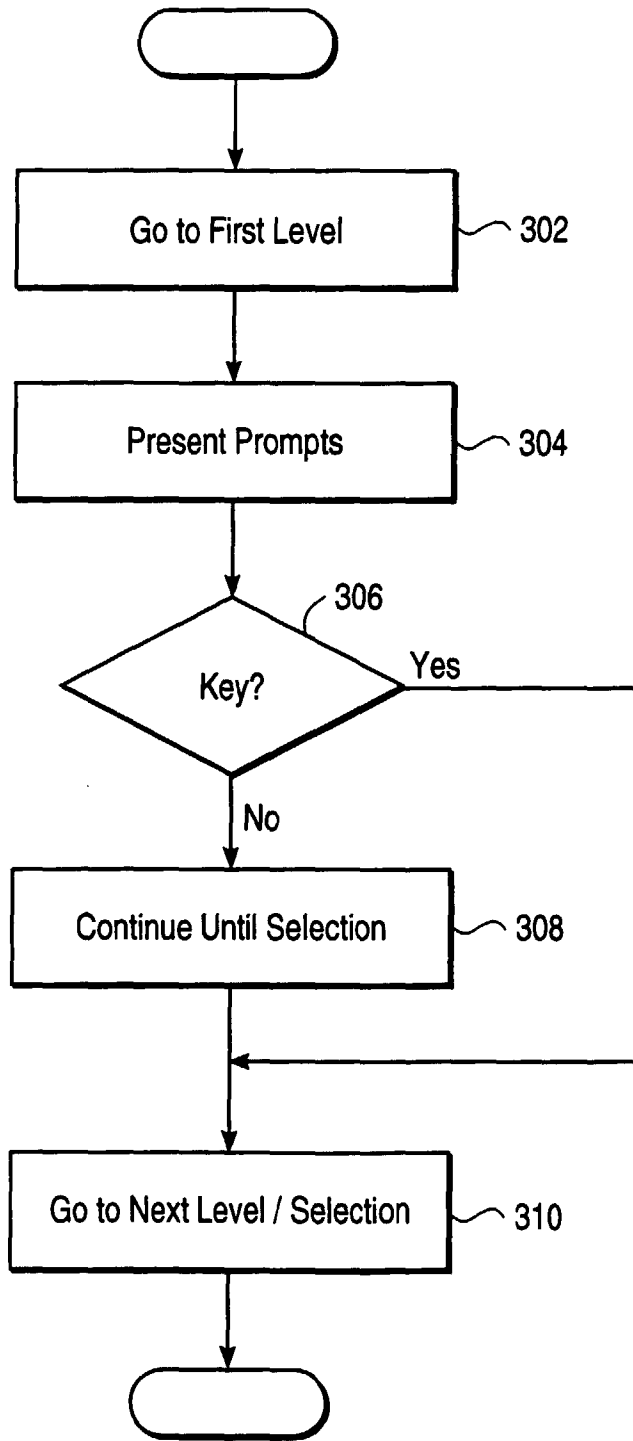 Go to First Level
302
Present Prompts
304
306
Key?
Yes
No
Continue Until Selection
308
Go to Next Level / Selection
310